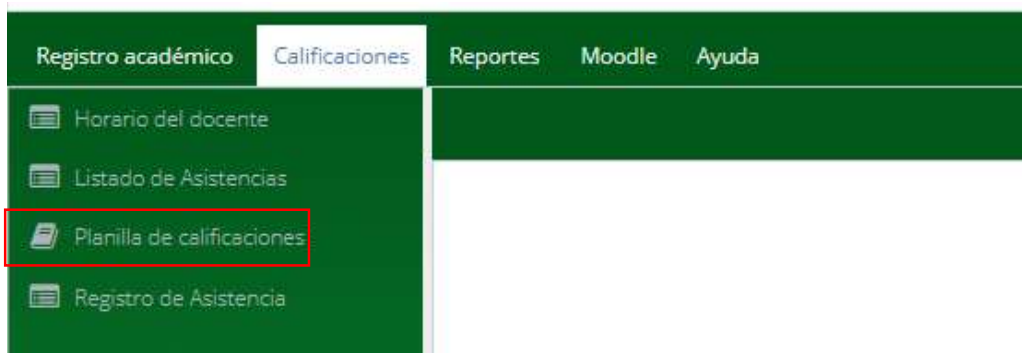 Registro académico Calificaciones Reportes Moodle Ayuda
Horario del docente
Listado de Asistencias
Planilla de calificaciones
Registro de Asistencia